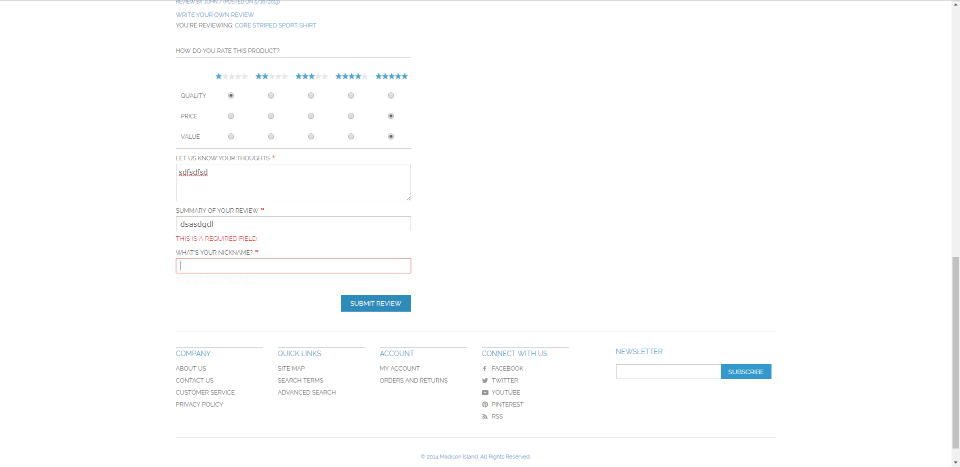 REVIEW BY JOHN / (POSTED ON 5/16/2013)
WRITE YOUR OWN REVIEW
YOU'RE REVIEWING: CORE STRIPED SPORT SHIRT
HOW DO YOU RATE THIS PRODUCT?
QUALITY
PRICE
VALUE
LET US KNOW YOUR THOUGHTS *
sdfsdfsd
SUMMARY OF YOUR REVIEW *
dsasdgdl
THIS IS A REQUIRED FIELD.
WHAT'S YOUR NICKNAME? *
SUBMIT REVIEW
COMPANY
ABOUT US
CONTACT US
CUSTOMER SERVICE
PRIVACY POLICY
QUICK LINKS
SITE MAP
SEARCH TERMS
ADVANCED SEARCH
ACCOUNT
MY ACCOUNT
ORDERS AND RETURNS
CONNECT WITH US
FACEBOOK
TWITTER
YOUTUBE
PINTEREST
RSS
NEWSLETTER
SUBSCRIBE
© 2014 Madison Island. All Rights Reserved.